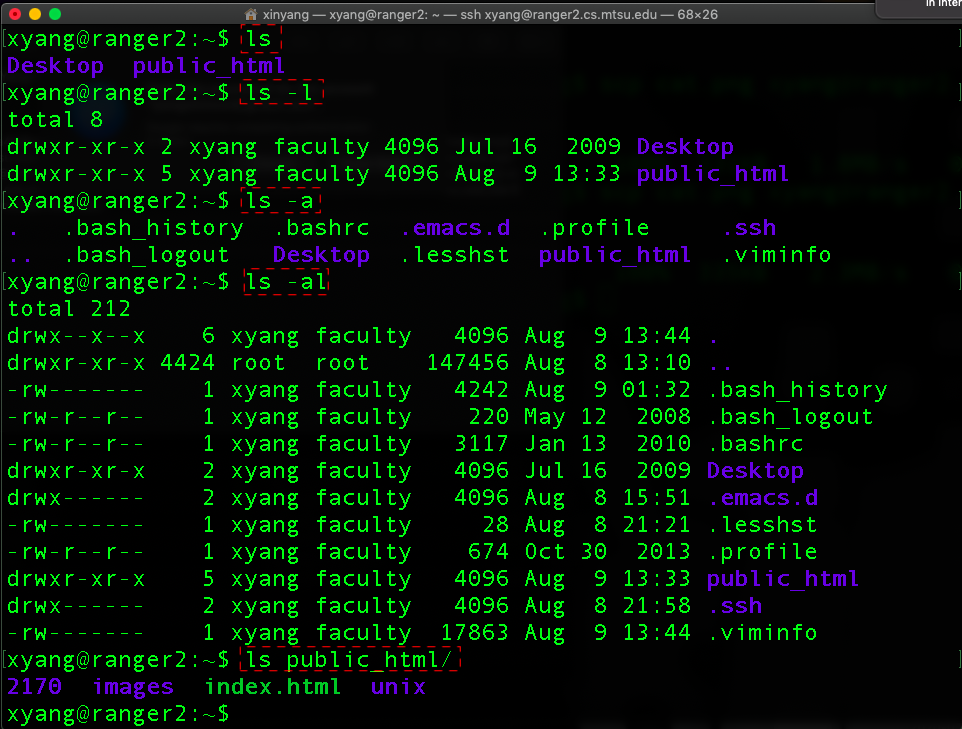 in inter
xinyang — xyang@ranger2: ~ — ssh xyang@ranger2.cs.mtsu.edu — 68×26
[xyang@ranger2:~$ ls ]
Desktop  public_html
[xyang@ranger2:~$ ls -l ]
total 8
drwxr-xr-x 2 xyang faculty 4096 Jul 16  2009 Desktop
drwxr-xr-x 5 xyang faculty 4096 Aug  9 13:33 public_html
[xyang@ranger2:~$ ls -a ]
.   .bash_history  .bashrc  .emacs.d  .profile     .ssh
..  .bash_logout   Desktop  .lesshst  public_html  .viminfo
[xyang@ranger2:~$ ls -al ]
total 212
drwx--x--x    6 xyang faculty   4096 Aug  9 13:44 .
drwxr-xr-x 4424 root  root    147456 Aug  8 13:10 ..
-rw-------    1 xyang faculty   4242 Aug  9 01:32 .bash_history
-rw-r--r--    1 xyang faculty    220 May 12  2008 .bash_logout
-rw-r--r--    1 xyang faculty   3117 Jan 13  2010 .bashrc
drwxr-xr-x    2 xyang faculty   4096 Jul 16  2009 Desktop
drwx------    2 xyang faculty   4096 Aug  8 15:51 .emacs.d
-rw-------    1 xyang faculty     28 Aug  8 21:21 .lesshst
-rw-r--r--    1 xyang faculty    674 Oct 30  2013 .profile
drwxr-xr-x    5 xyang faculty   4096 Aug  9 13:33 public_html
drwx------    2 xyang faculty   4096 Aug  8 21:58 .ssh
-rw-------    1 xyang faculty  17863 Aug  9 13:44 .viminfo
[xyang@ranger2:~$ ls public_html/ ]
2170  images  index.html  unix
xyang@ranger2:~$